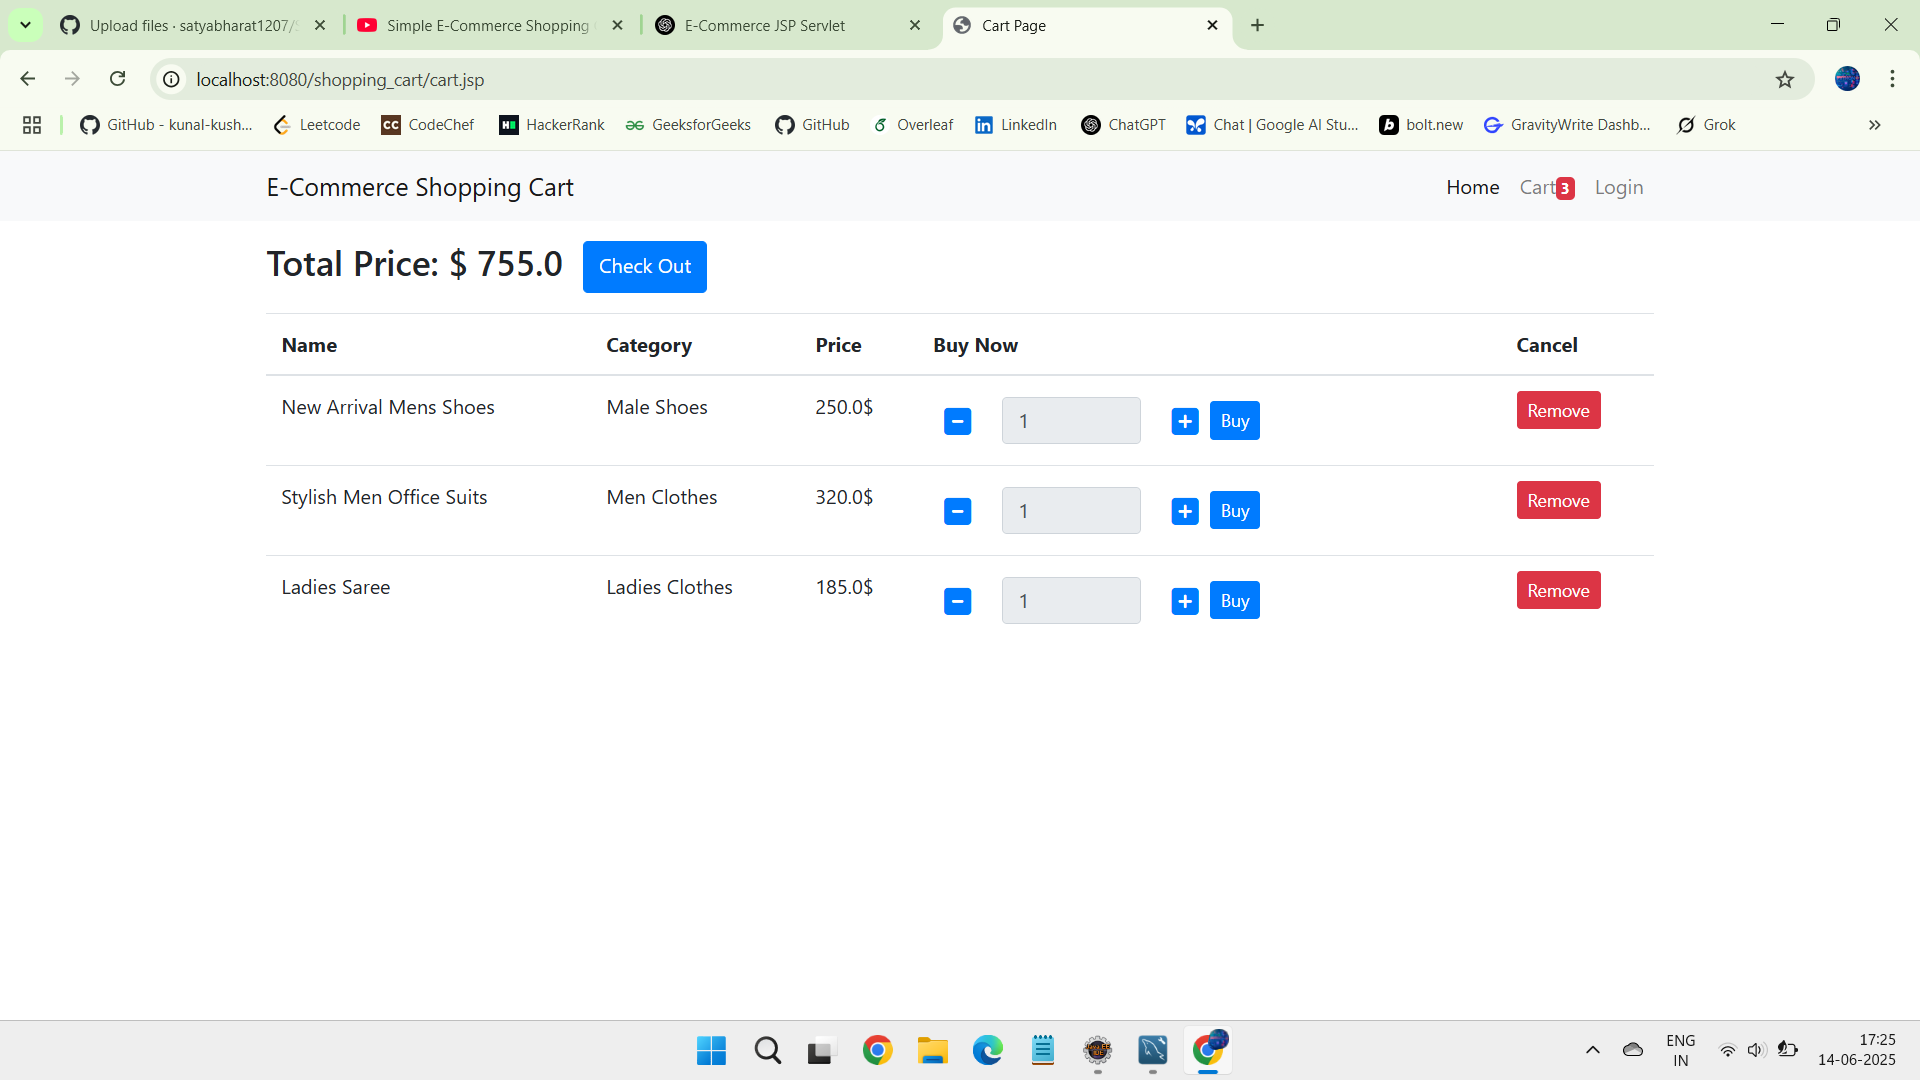 Upload files · satyabharat1207/S
Simple E-Commerce Shopping
E-Commerce JSP Servlet
Cart Page
localhost:8080/shopping_cart/cart.jsp
GitHub - kunal-kush...
Leetcode
CC CodeChef
H HackerRank
GeeksforGeeks
GitHub
Overleaf
in LinkedIn
ChatGPT
Chat | Google AI Stu...
b bolt.new
GravityWrite Dashb...
Grok
E-Commerce Shopping Cart
Home Cart 3 Login
Total Price: $ 755.0 Check Out
Name Category Price Buy Now Cancel
New Arrival Mens Shoes Male Shoes 250.0$ − 1 + Buy Remove
Stylish Men Office Suits Men Clothes 320.0$ − 1 + Buy Remove
Ladies Saree Ladies Clothes 185.0$ − 1 + Buy Remove
ENG
IN
17:25
14-06-2025